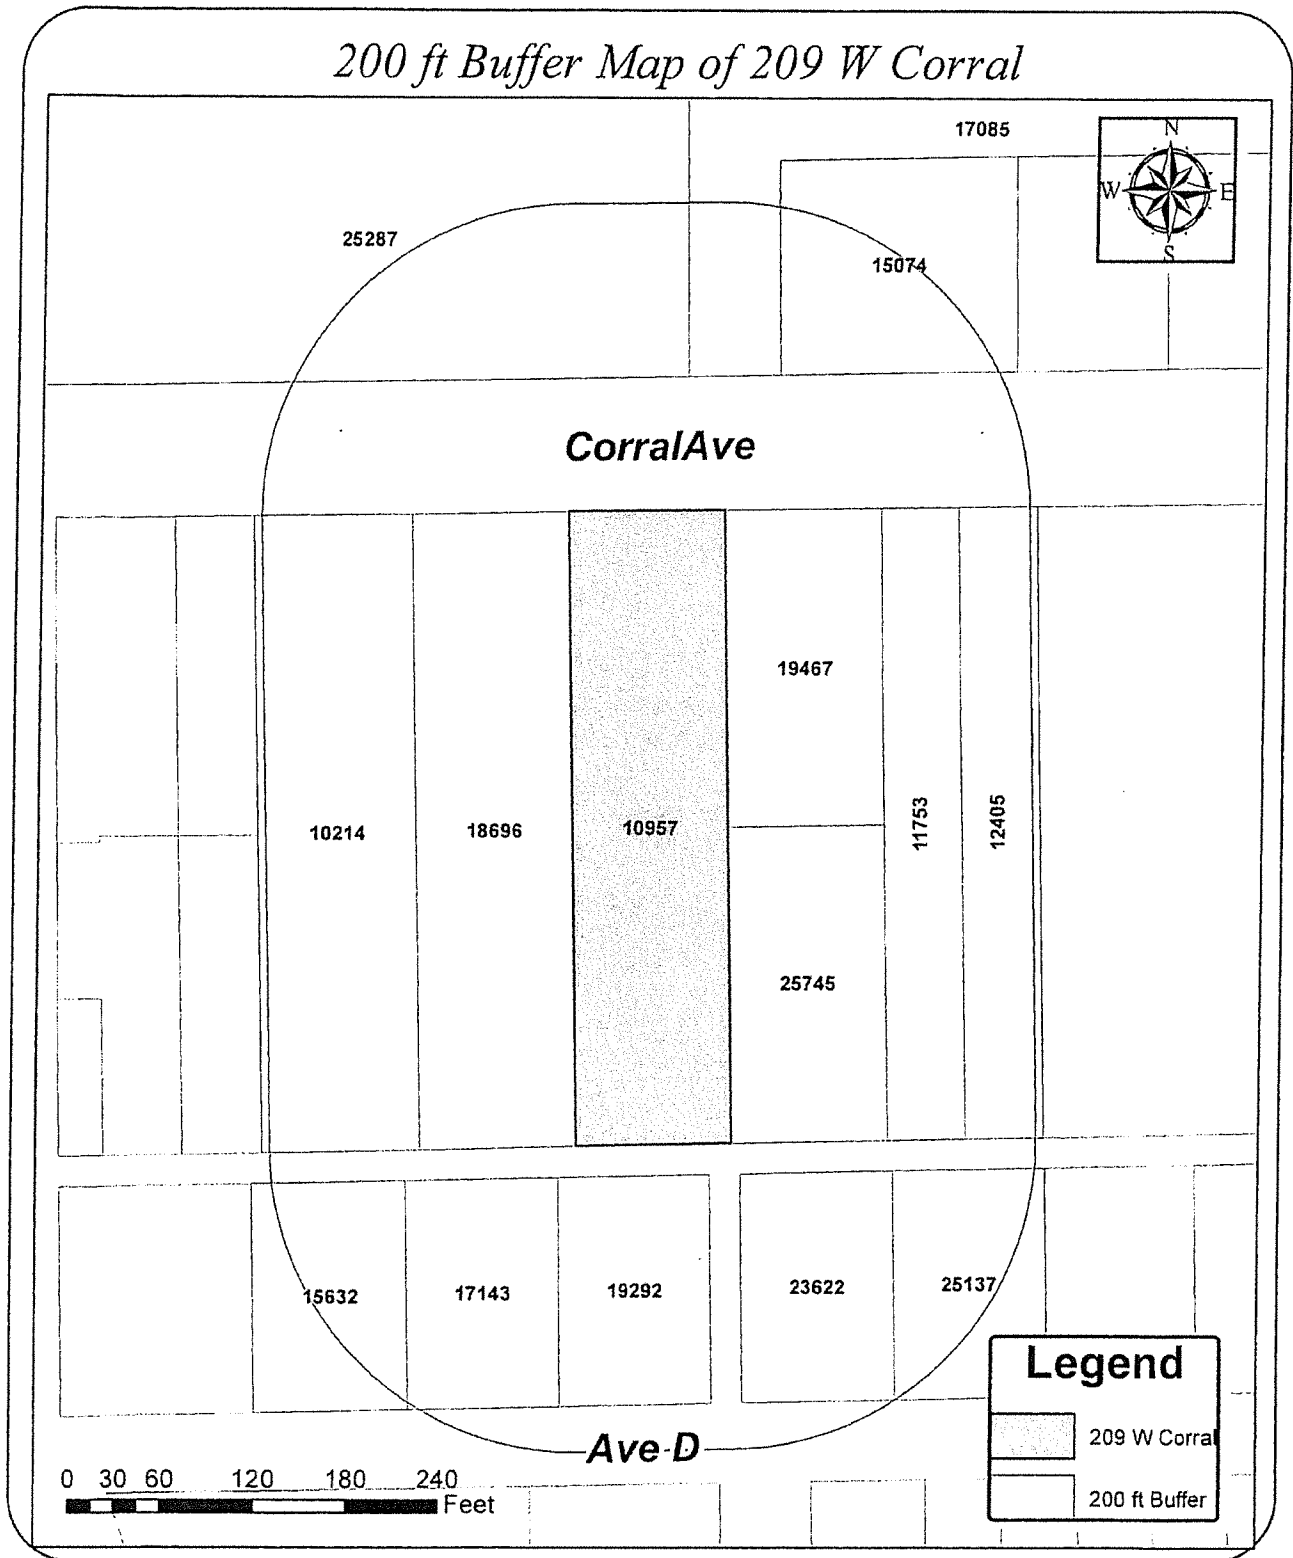 200 ft Buffer Map of 209 W Corral
17085
N
W E
S
25287
15074
CorralAve
19467
10214
18696
10957
11753
12405
25745
15632
17143
19292
23622
25137
Legend
209 W Corral
200 ft Buffer
Ave D
0 30 60 120 180 240
Feet